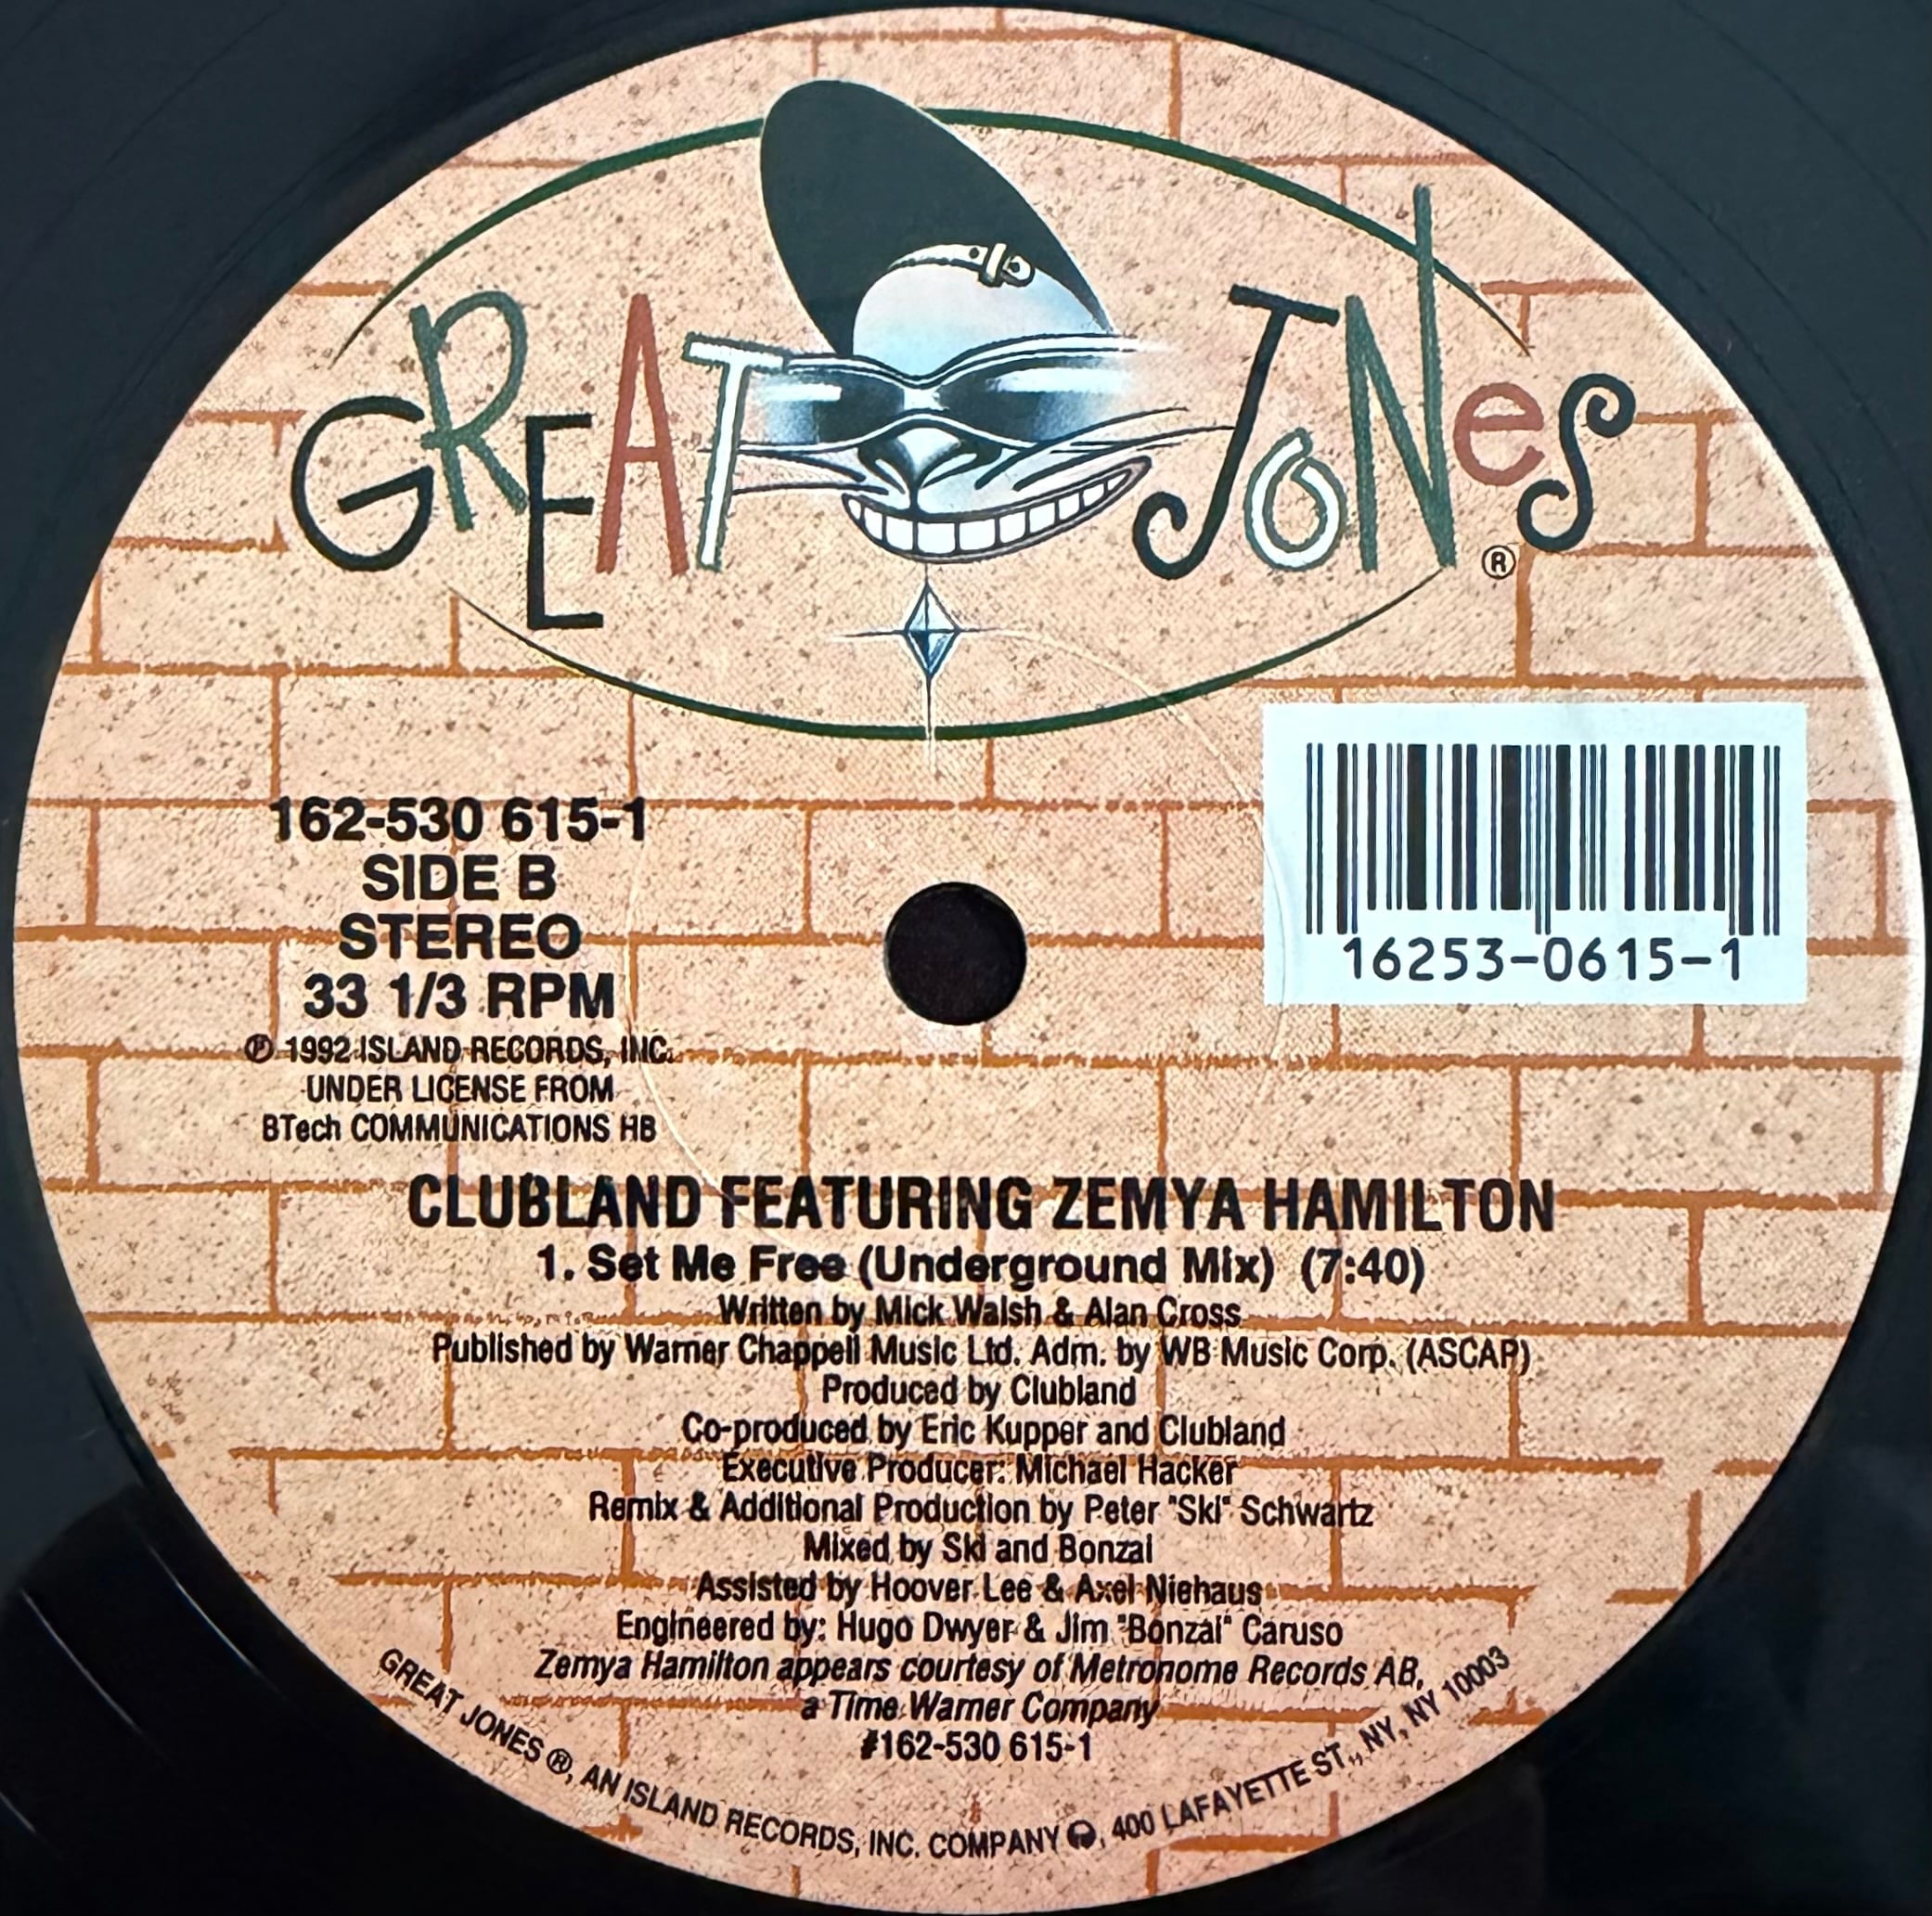 GREAT JONES ®
162-530 615-1
SIDE B
STEREO
33 1/3 RPM
℗ 1992 ISLAND RECORDS, INC.
UNDER LICENSE FROM
BTech COMMUNICATIONS HB
16253-0615-1
CLUBLAND FEATURING ZEMYA HAMILTON
1. Set Me Free (Underground Mix) (7:40)
Written by Mick Walsh & Alan Cross
Published by Warner Chappell Music Ltd. Adm. by WB Music Corp. (ASCAP)
Produced by Clubland
Co-produced by Eric Kupper and Clubland
Executive Producer: Michael Hacker
Remix & Additional Production by Peter "Ski" Schwartz
Mixed by Ski and Bonzai
Assisted by Hoover Lee & Axel Niehaus
Engineered by: Hugo Dwyer & Jim "Bonzai" Caruso
Zemya Hamilton appears courtesy of Metronome Records AB,
a Time Warner Company
#162-530 615-1
GREAT JONES ®, AN ISLAND RECORDS, INC. COMPANY, 400 LAFAYETTE ST., NY, NY 10003